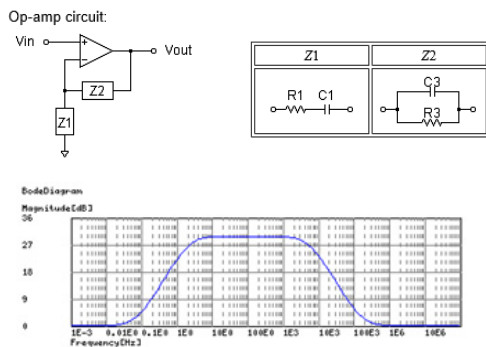 Op-amp circuit:
Vin
+
Vout
−
Z2
Z1
Z1 Z2
R1 C1
C3
R3
BodeDiagram
Magnitude[dB]
36
27
18
9
0
1E-3 0.01E0 0.1E0 1E0 10E0 100E0 1E3 10E3 100E3 1E6 10E6
Frequency[Hz]